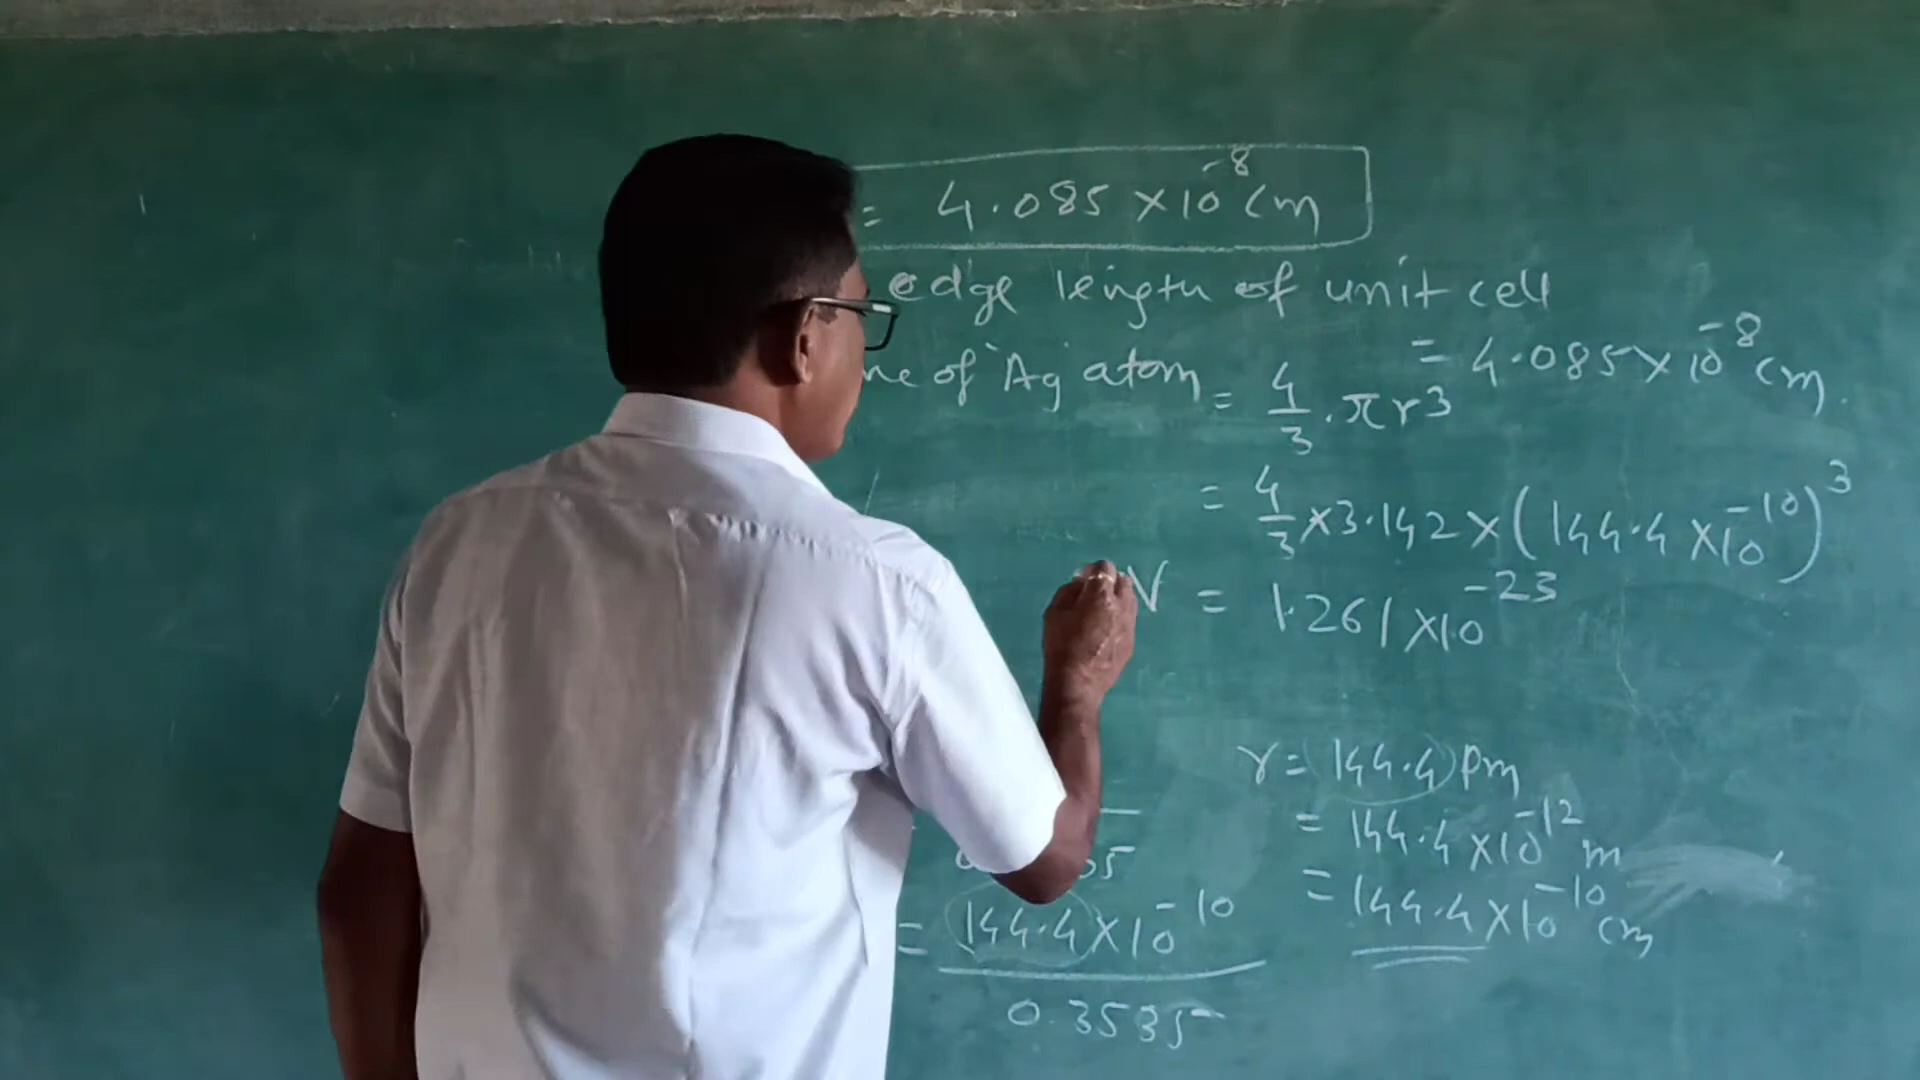 = 4.085 × 10⁻⁸ cm
edge length of unit cell
= 4.085 × 10⁻⁸ cm.
of "Ag" atom = 4/3 · πr³
= 4/3 × 3.142 × (144.4 × 10⁻¹⁰)³
V = 1.261 × 10⁻²³
r = 144.4 pm
= 144.4 × 10⁻¹² m
= 144.4 × 10⁻¹⁰ cm
= 144.4 × 10⁻¹⁰
0.3535